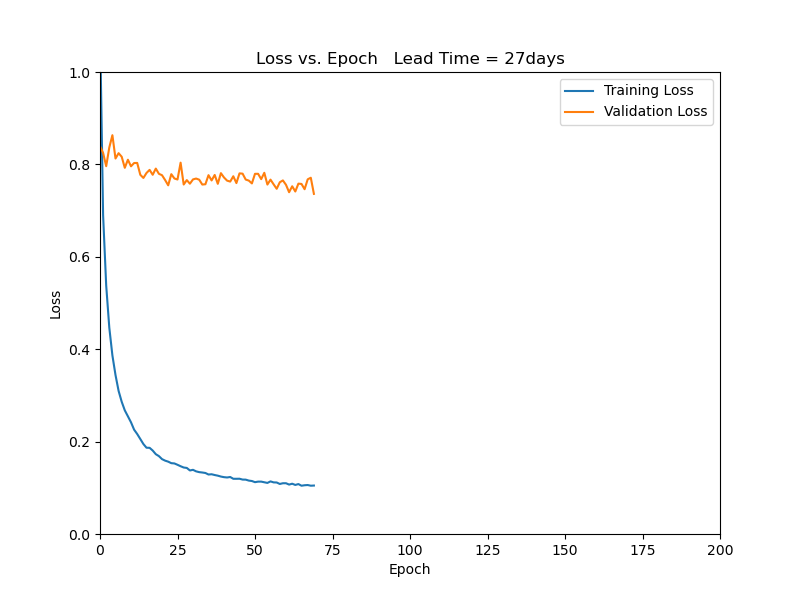 Loss vs. Epoch   Lead Time = 27days
Training Loss
Validation Loss
1.0
0.8
0.6
0.4
0.2
0.0
Loss
0 25 50 75 100 125 150 175 200
Epoch